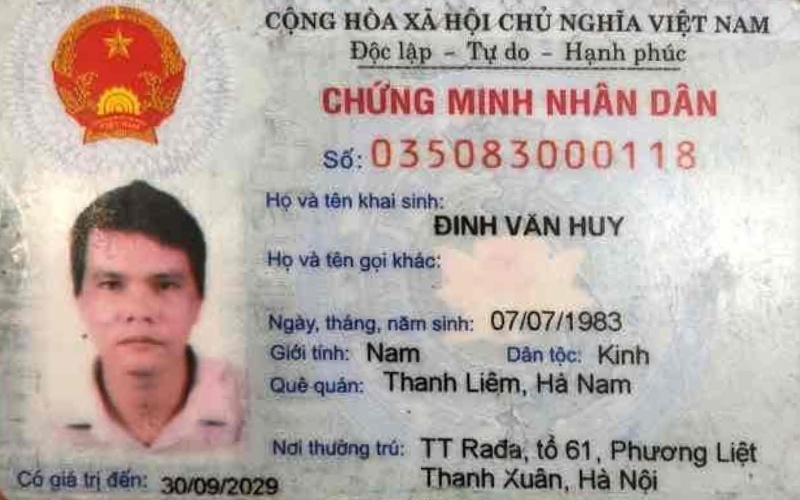 CỘNG HÒA XÃ HỘI CHỦ NGHĨA VIỆT NAM
Độc lập - Tự do - Hạnh phúc
CHỨNG MINH NHÂN DÂN
Số: 035083000118
Họ và tên khai sinh:
ĐINH VĂN HUY
Họ và tên gọi khác:
Ngày, tháng, năm sinh: 07/07/1983
Giới tính: Nam Dân tộc: Kinh
Quê quán: Thanh Liêm, Hà Nam
Nơi thường trú: TT Rađa, tổ 61, Phương Liệt
Thanh Xuân, Hà Nội
Có giá trị đến: 30/09/2029